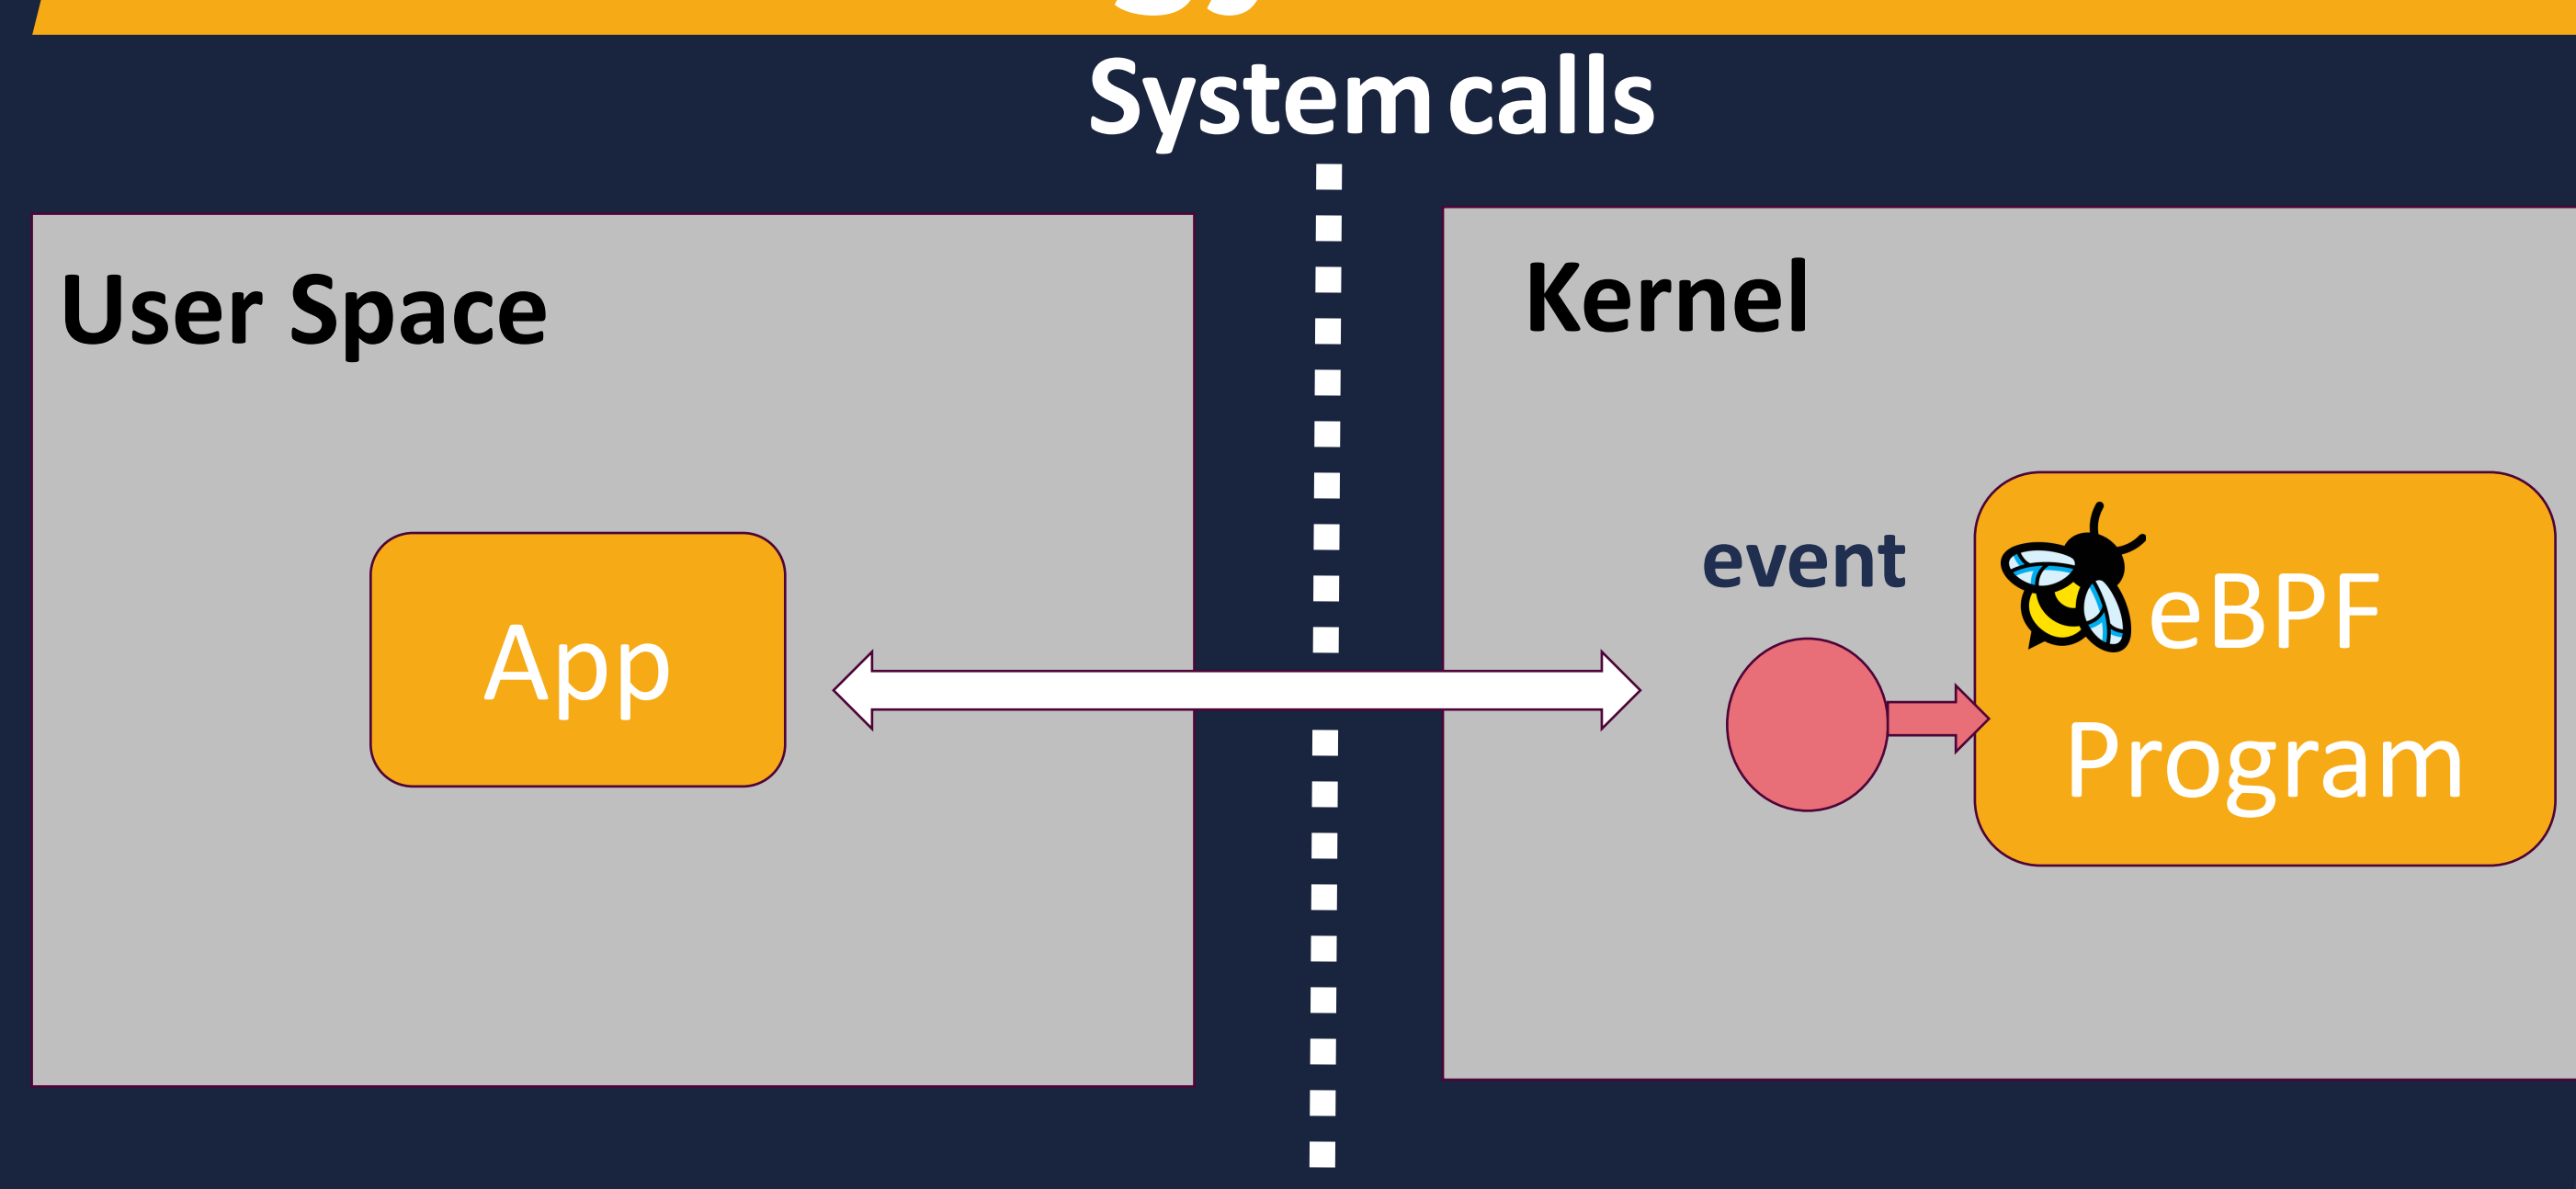 System calls
User Space
Kernel
event
eBPF
Program
App